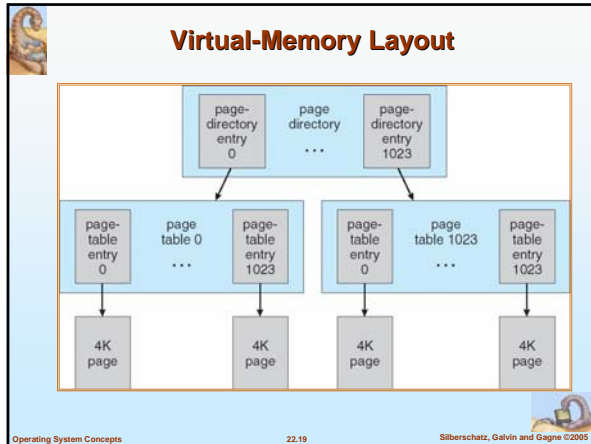 Virtual-Memory Layout
page-
directory
entry
0
page
directory
...
page-
directory
entry
1023
page-
table
entry
0
page
table 0
...
page-
table
entry
1023
page-
table
entry
0
page
table 1023
...
page-
table
entry
1023
4K
page
4K
page
4K
page
4K
page
Operating System Concepts
22.19
Silberschatz, Galvin and Gagne ©2005